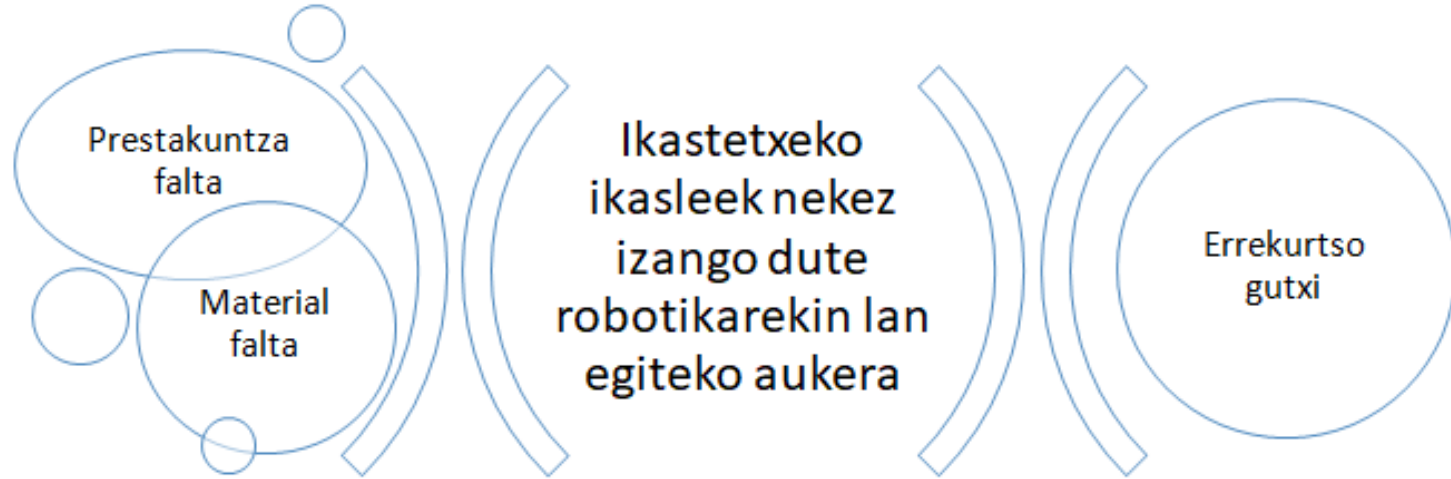 Prestakuntza
falta
Material
falta
Ikastetxeko
ikasleek nekez
izango dute
robotikarekin lan
egiteko aukera
Errekurtso
gutxi